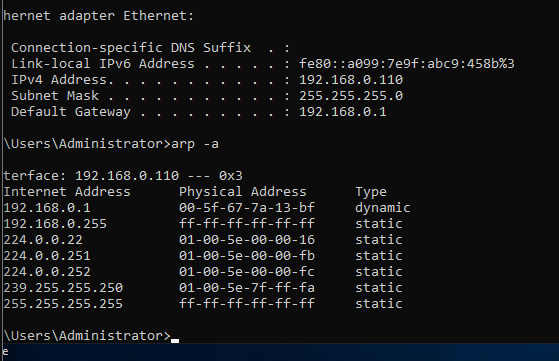 hernet adapter Ethernet:
Connection-specific DNS Suffix  . :
Link-local IPv6 Address . . . . . : fe80::a099:7e9f:abc9:458b%3
IPv4 Address. . . . . . . . . . . : 192.168.0.110
Subnet Mask . . . . . . . . . . . : 255.255.255.0
Default Gateway . . . . . . . . . : 192.168.0.1
\Users\Administrator>arp -a
terface: 192.168.0.110 --- 0x3
Internet Address      Physical Address      Type
192.168.0.1           00-5f-67-7a-13-bf     dynamic
192.168.0.255         ff-ff-ff-ff-ff-ff     static
224.0.0.22            01-00-5e-00-00-16     static
224.0.0.251           01-00-5e-00-00-fb     static
224.0.0.252           01-00-5e-00-00-fc     static
239.255.255.250       01-00-5e-7f-ff-fa     static
255.255.255.255       ff-ff-ff-ff-ff-ff     static
\Users\Administrator>
e